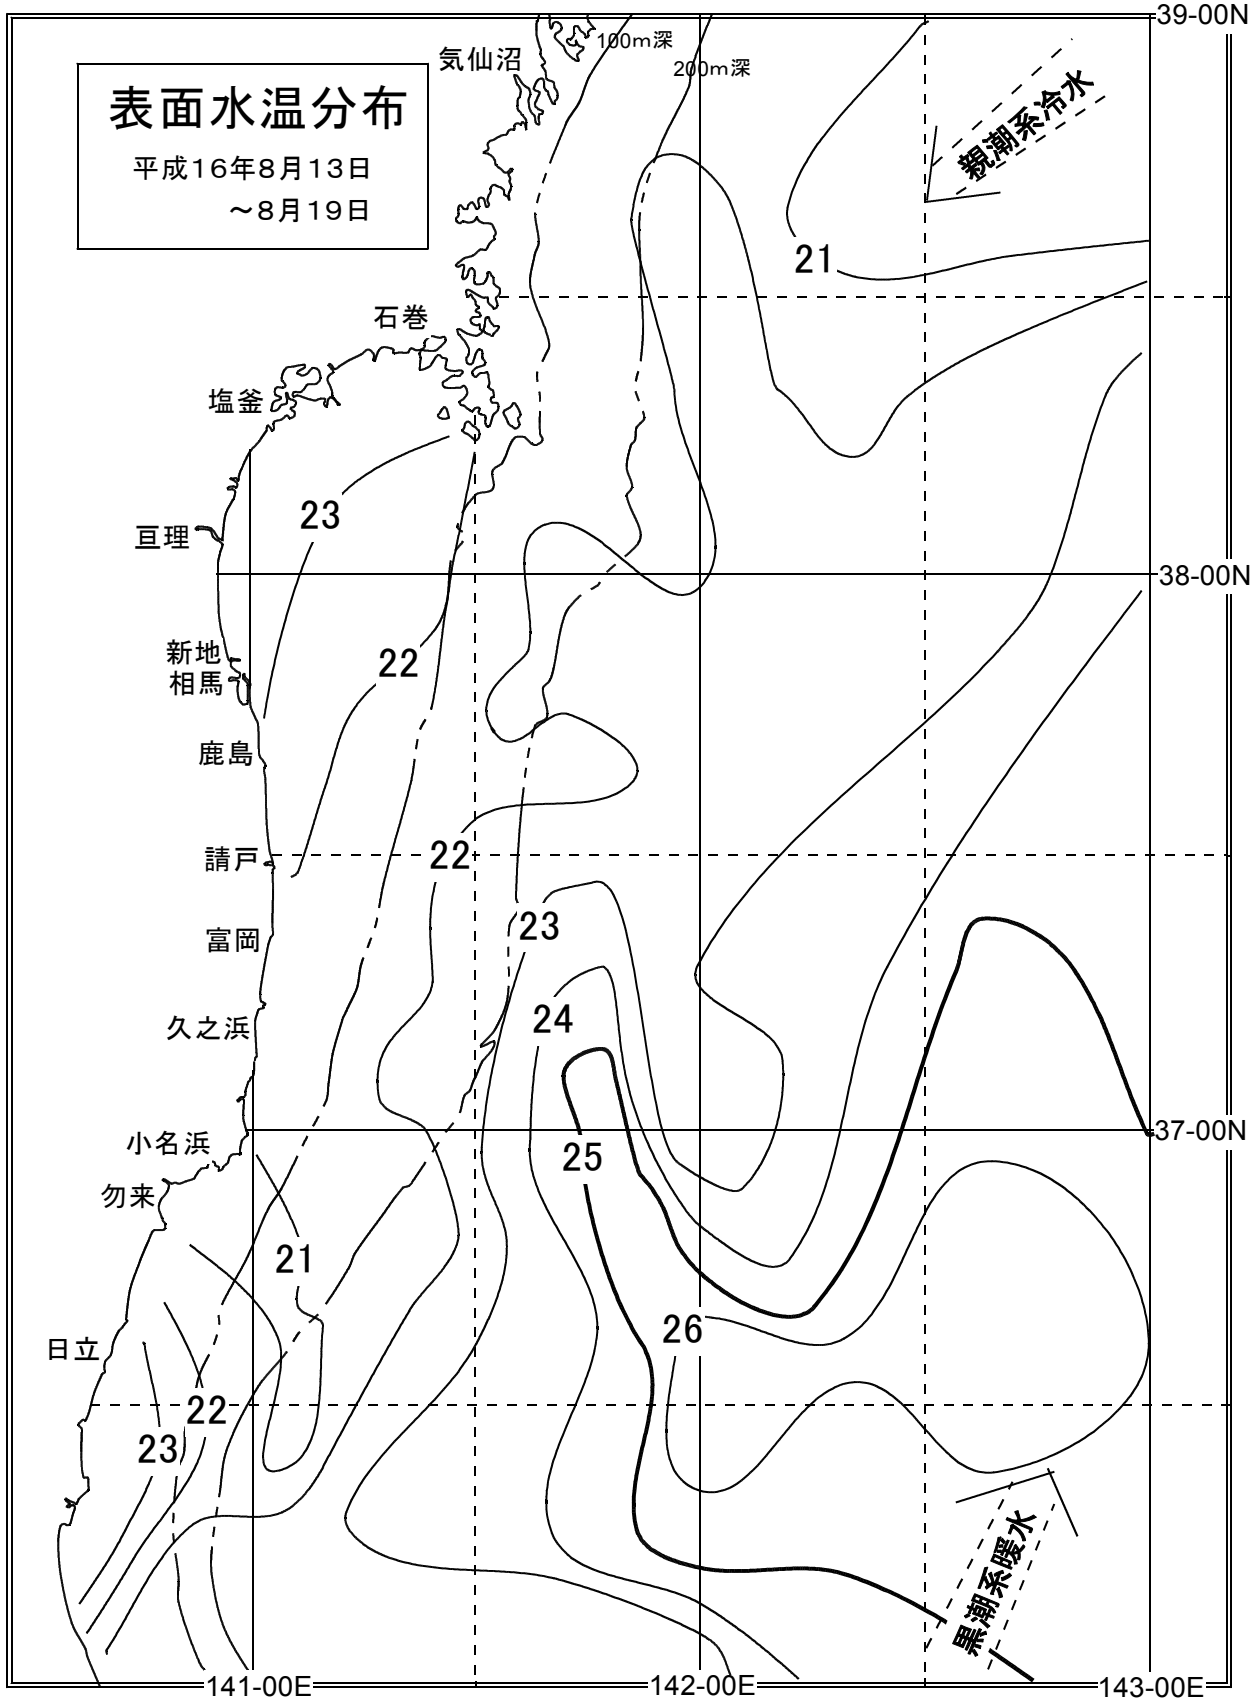 39-00N
100m深
気仙沼
200m深
表面水温分布
平成16年8月13日
～8月19日
親潮系冷水
21
石巻
塩釜
23
亘理
38-00N
新地
22
相馬
鹿島
22
請戸
23
富岡
24
久之浜
37-00N
小名浜
25
勿来
21
26
日立
22
23
黒潮系暖水
141-00E
142-00E
143-00E